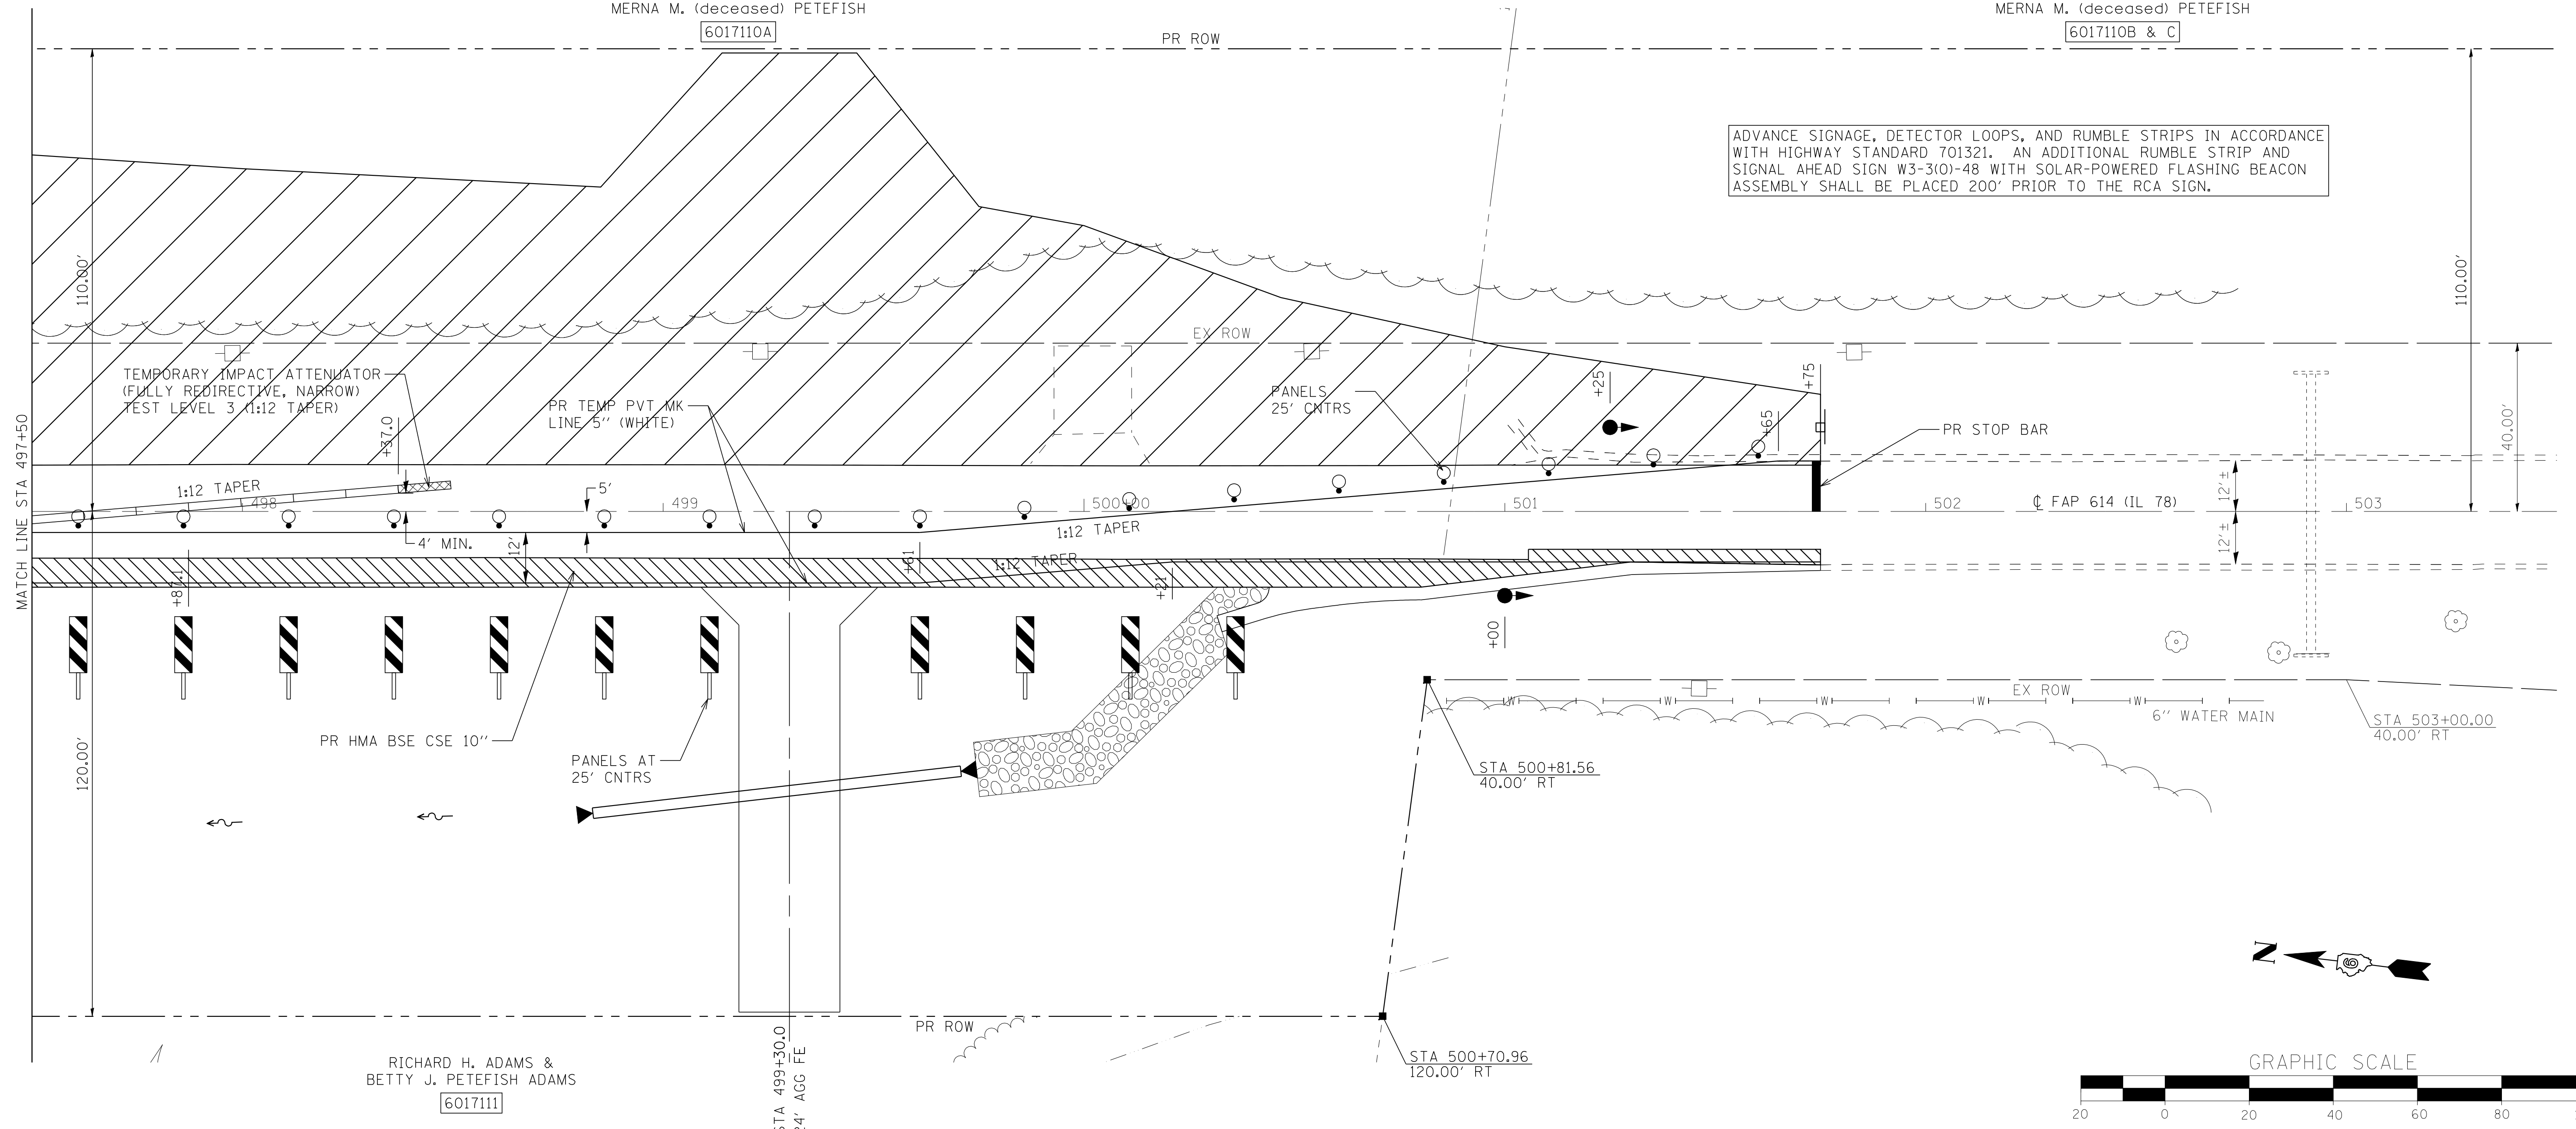 MERNA M. (deceased) PETEFISH
6017110A
MERNA M. (deceased) PETEFISH
6017110B & C
PR ROW
ADVANCE SIGNAGE, DETECTOR LOOPS, AND RUMBLE STRIPS IN ACCORDANCE
WITH HIGHWAY STANDARD 701321. AN ADDITIONAL RUMBLE STRIP AND
SIGNAL AHEAD SIGN W3-3(O)-48 WITH SOLAR-POWERED FLASHING BEACON
ASSEMBLY SHALL BE PLACED 200' PRIOR TO THE RCA SIGN.
110.00'
110.00'
EX ROW
TEMPORARY IMPACT ATTENUATOR
(FULLY REDIRECTIVE, NARROW)
TEST LEVEL 3 (1:12 TAPER)
+37.0
PR TEMP PVT MK
LINE 5" (WHITE)
PANELS
25' CNTRS
+25
+75
+65
PR STOP BAR
40.00'
MATCH LINE STA 497+50
1:12 TAPER
498
5'
499
500+00
501
502
℄ FAP 614 (IL 78)
503
12'±
12'±
4' MIN.
12'
1:12 TAPER
1:12 TAPER
+87.1
+61
+21
+00
PR HMA BSE CSE 10"
PANELS AT
25' CNTRS
120.00'
EX ROW
W
W
W
W
W
6" WATER MAIN
STA 503+00.00
40.00' RT
STA 500+81.56
40.00' RT
N
6
PR ROW
STA 499+30.0
24' AGG FE
STA 500+70.96
120.00' RT
RICHARD H. ADAMS &
BETTY J. PETEFISH ADAMS
6017111
GRAPHIC SCALE
20 0 20 40 60 80